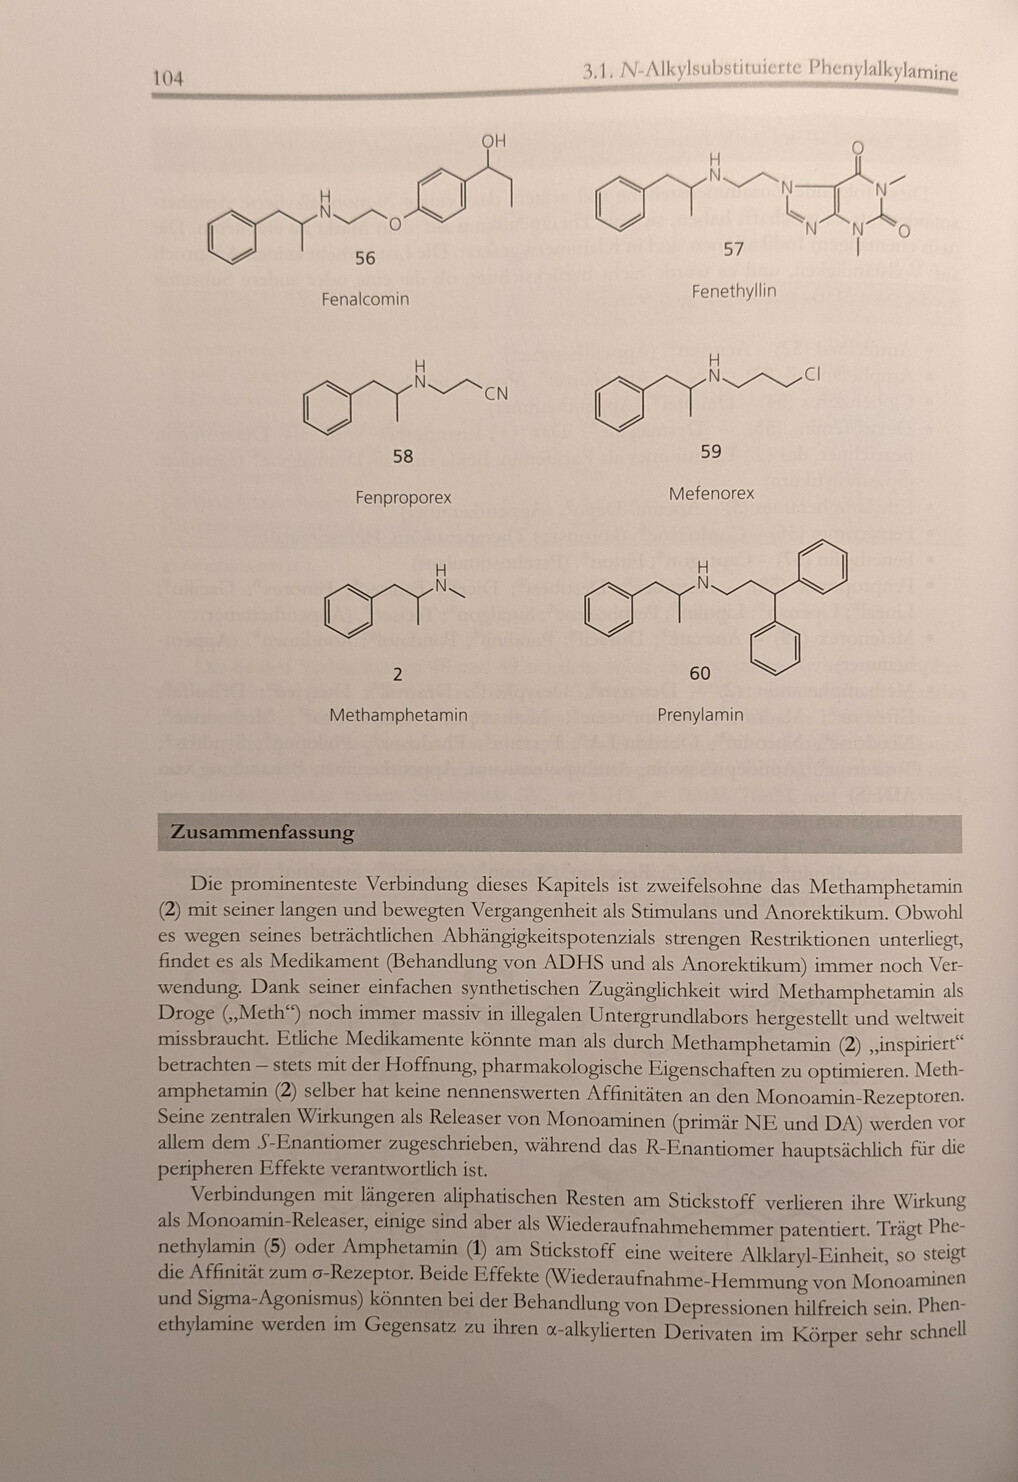 104
3.1. N-Alkylsubstituierte Phenylalkylamine
OH
H
N
O
56
Fenalcomin
H
N
N
O
N
N
N
O
57
Fenethyllin
H
N
CN
58
Fenproporex
H
N
Cl
59
Mefenorex
H
N
2
Methamphetamin
H
N
60
Prenylamin
Zusammenfassung
Die prominenteste Verbindung dieses Kapitels ist zweifelsohne das Methamphetamin
(2) mit seiner langen und bewegten Vergangenheit als Stimulans und Anorektikum. Obwohl
es wegen seines beträchtlichen Abhängigkeitspotenzials strengen Restriktionen unterliegt,
findet es als Medikament (Behandlung von ADHS und als Anorektikum) immer noch Ver-
wendung. Dank seiner einfachen synthetischen Zugänglichkeit wird Methamphetamin als
Droge („Meth“) noch immer massiv in illegalen Untergrundlabors hergestellt und weltweit
missbraucht. Etliche Medikamente könnte man als durch Methamphetamin (2) „inspiriert“
betrachten – stets mit der Hoffnung, pharmakologische Eigenschaften zu optimieren. Meth-
amphetamin (2) selber hat keine nennenswerten Affinitäten an den Monoamin-Rezeptoren.
Seine zentralen Wirkungen als Releaser von Monoaminen (primär NE und DA) werden vor
allem dem S-Enantiomer zugeschrieben, während das R-Enantiomer hauptsächlich für die
peripheren Effekte verantwortlich ist.
Verbindungen mit längeren aliphatischen Resten am Stickstoff verlieren ihre Wirkung
als Monoamin-Releaser, einige sind aber als Wiederaufnahmehemmer patentiert. Trägt Phe-
nethylamin (5) oder Amphetamin (1) am Stickstoff eine weitere Alklaryl-Einheit, so steigt
die Affinität zum σ-Rezeptor. Beide Effekte (Wiederaufnahme-Hemmung von Monoaminen
und Sigma-Agonismus) könnten bei der Behandlung von Depressionen hilfreich sein. Phen-
ethylamine werden im Gegensatz zu ihren α-alkylierten Derivaten im Körper sehr schnell